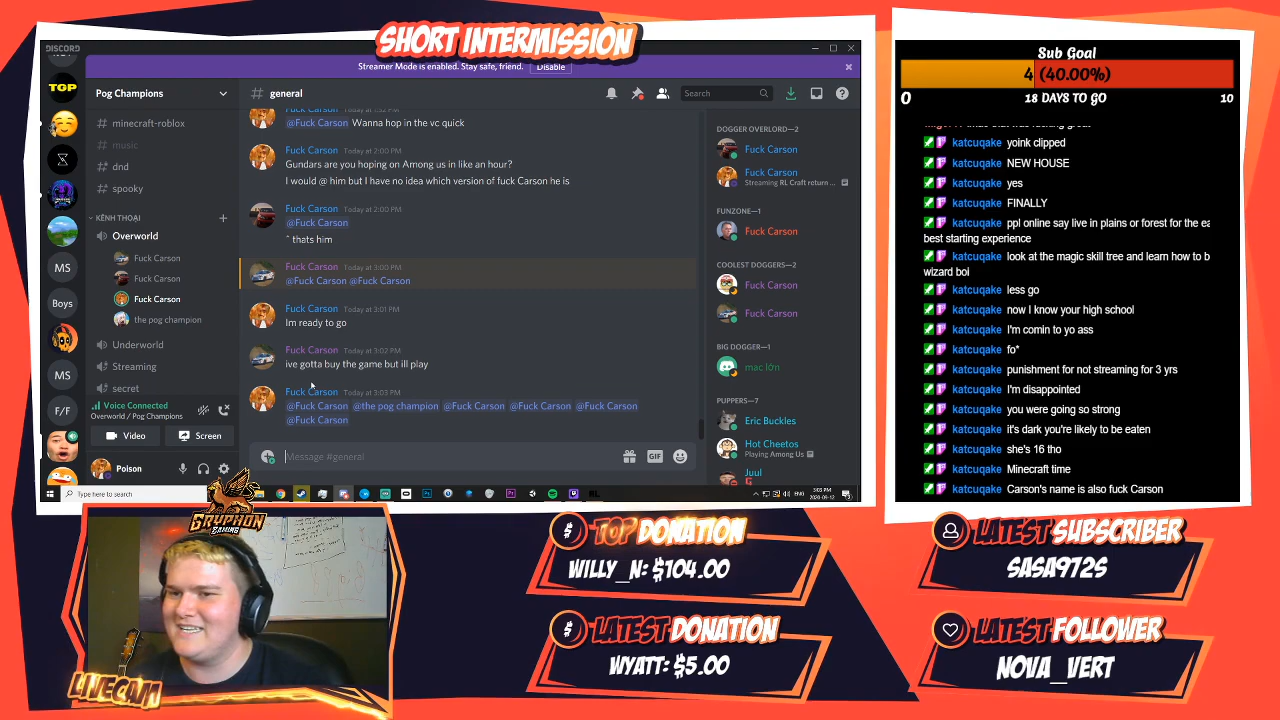 SHORT INTERMISSION
DISCORD
Streamer Mode is enabled. Stay safe, friend. Disable
TOP
MS
Boys
MS
F/F
Pog Champions
minecraft-roblox
music
# dnd
# spooky
KÊNH THOẠI
Overworld
Fuck Carson
Fuck Carson
Fuck Carson
the pog champion
Underworld
Streaming
secret
Voice Connected
Overworld / Pog Champions
Video
Screen
Poison
# general
Search
@Fuck Carson Wanna hop in the vc quick
Fuck Carson Today at 2:00 PM
Gundars are you hoping on Among us in like an hour?
I would @ him but I have no idea which version of fuck Carson he is
Fuck Carson Today at 2:00 PM
@Fuck Carson
^ thats him
Fuck Carson Today at 3:00 PM
@Fuck Carson @Fuck Carson
Fuck Carson Today at 3:01 PM
Im ready to go
Fuck Carson Today at 3:02 PM
ive gotta buy the game but ill play
Fuck Carson Today at 3:03 PM
@Fuck Carson @the pog champion @Fuck Carson @Fuck Carson @Fuck Carson
@Fuck Carson
Message #general
GIF
DOGGER OVERLORD—2
Fuck Carson
Fuck Carson
Streaming RL Craft return ...
FUNZONE—1
Fuck Carson
COOLEST DOGGERS—2
Fuck Carson
Fuck Carson
BIG DOGGER—1
mac lớn
PUPPERS—7
Eric Buckles
Hot Cheetos
Playing Among Us
Juul
Type here to search
ENG
3:03 PM
Sub Goal
4 (40.00%)
0
18 DAYS TO GO
10
katcuqake yoink clipped
katcuqake NEW HOUSE
katcuqake yes
katcuqake FINALLY
katcuqake ppl online say live in plains or forest for the ea
best starting experience
katcuqake look at the magic skill tree and learn how to b
wizard boi
katcuqake less go
katcuqake now I know your high school
katcuqake I'm comin to yo ass
katcuqake fo*
katcuqake punishment for not streaming for 3 yrs
katcuqake I'm disappointed
katcuqake you were going so strong
katcuqake it's dark you're likely to be eaten
katcuqake she's 16 tho
katcuqake Minecraft time
katcuqake Carson's name is also fuck Carson
GRYPHON
GAMING
LIVECAM
TOP DONATION
WILLY_N: $104.00
LATEST DONATION
WYATT: $5.00
LATEST SUBSCRIBER
SASA972S
LATEST FOLLOWER
NOVA_VERT